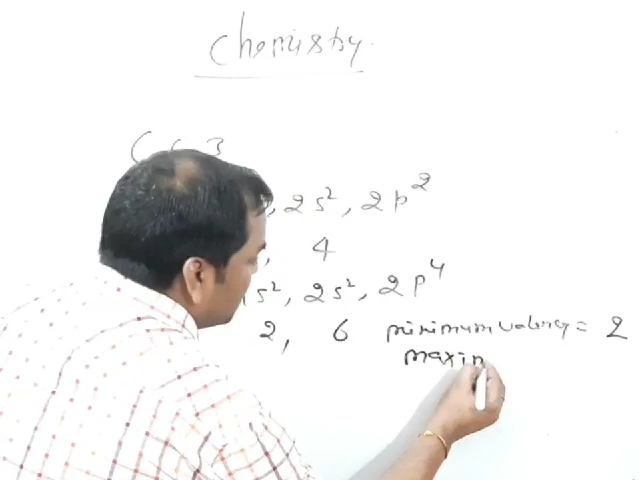 Chemistry.
, 2s², 2p²
, 4
1s², 2s², 2p⁴
2, 6 minimum valency = 2
maxim